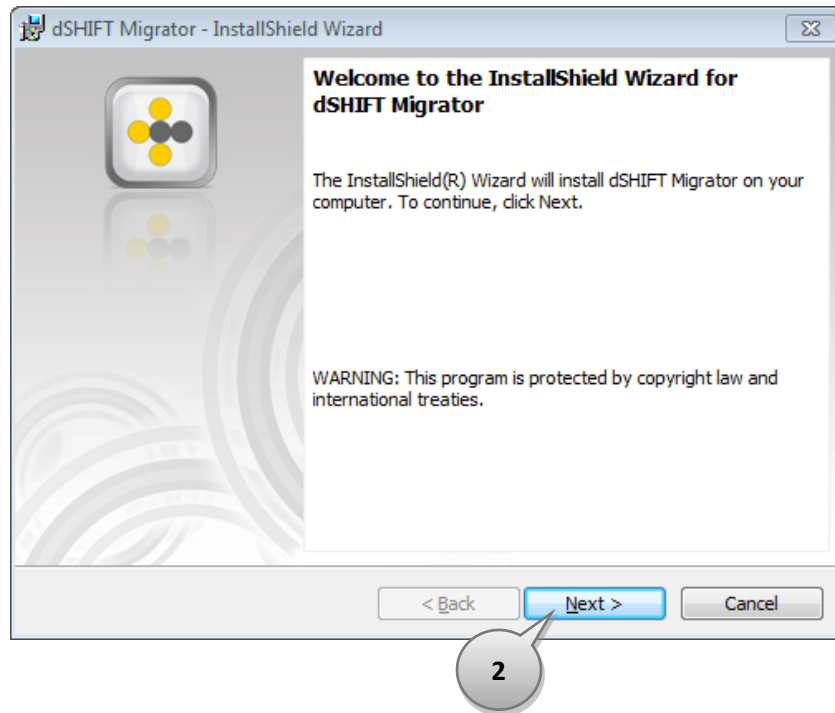 dSHIFT Migrator - InstallShield Wizard
Welcome to the InstallShield Wizard for
dSHIFT Migrator
The InstallShield(R) Wizard will install dSHIFT Migrator on your
computer. To continue, click Next.
WARNING: This program is protected by copyright law and
international treaties.
< Back Next > Cancel
2